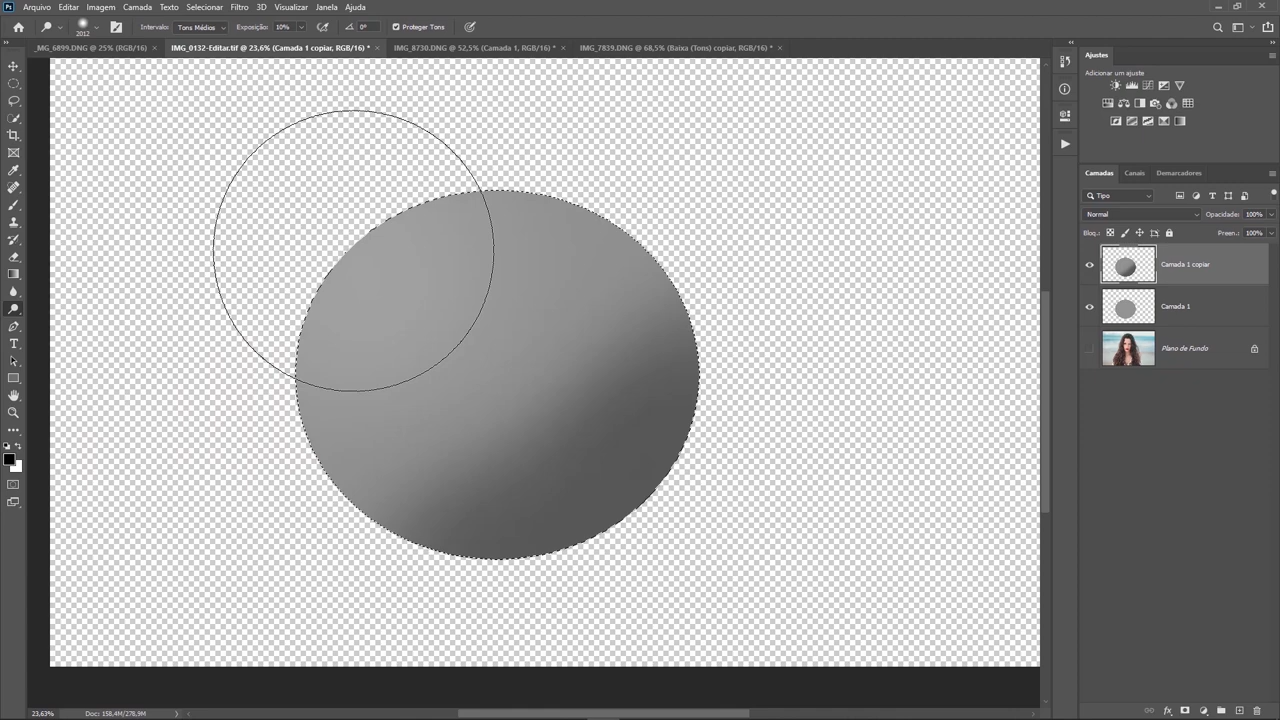 Ps Arquivo Editar Imagem Camada Texto Selecionar Filtro 3D Visualizar Janela Ajuda
2012 Intervalo: Tons Médios Exposição: 10% 0° Proteger Tons
_MG_6899.DNG @ 25% (RGB/16) × IMG_0132-Editar.tif @ 23,6% (Camada 1 copiar, RGB/16) * × IMG_8730.DNG @ 52,5% (Camada 1, RGB/16) * × IMG_7839.DNG @ 68,5% (Baixa (Tons) copiar, RGB/16) * ×
Ajustes
Adicionar um ajuste
Camadas Canais Demarcadores
Tipo
Normal Opacidade: 100%
Bloq.: Preen.: 100%
Camada 1 copiar
Camada 1
Plano de Fundo
23,63% Doc: 158,4M/278,9M